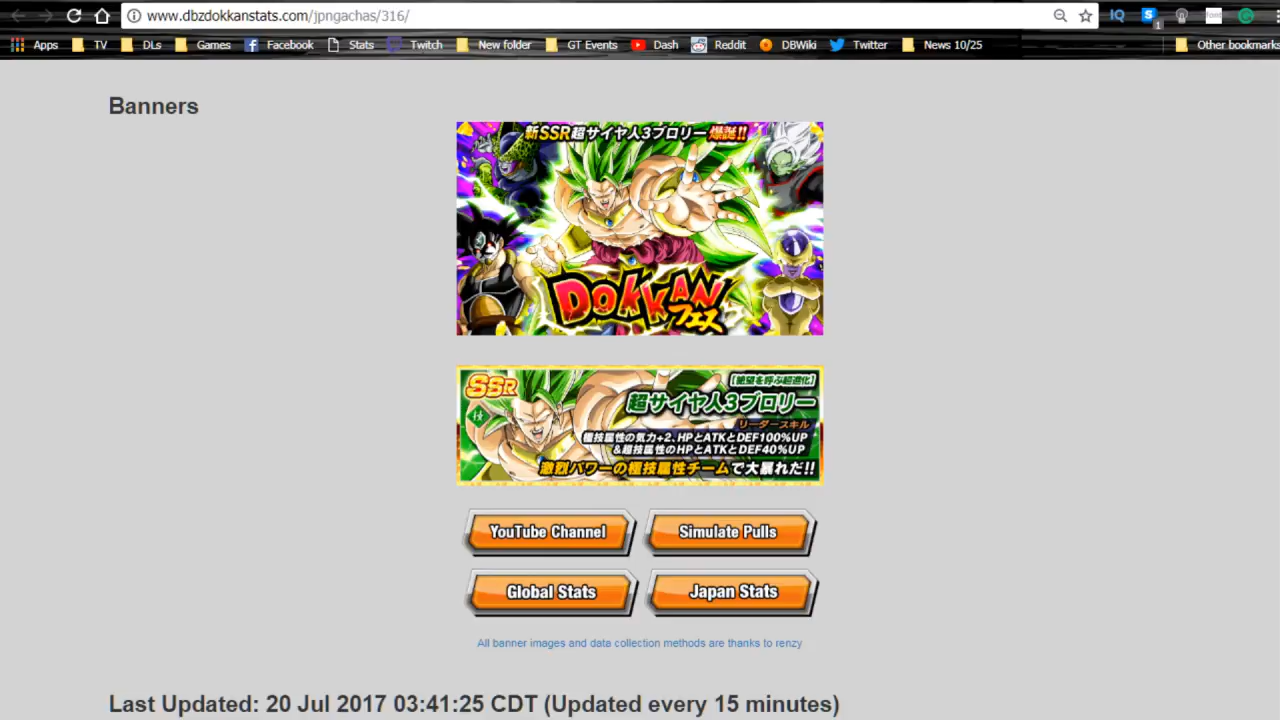 www.dbzdokkanstats.com/jpngachas/316/
IQ
S
1
Apps TV DLs Games Facebook Stats Twitch New folder GT Events Dash Reddit DBWiki Twitter News 10/25 Other bookmarks
Banners
新SSR超サイヤ人3ブロリー爆誕!!
DOKKAN
フェス
SSR
【絶望を呼ぶ超進化】
技
超サイヤ人3ブロリー
リーダースキル
極技属性の気力+2、HPとATKとDEF100%UP
&超技属性のHPとATKとDEF40%UP
激烈パワーの極技属性チームで大暴れだ!!
YouTube Channel Simulate Pulls
Global Stats Japan Stats
All banner images and data collection methods are thanks to renzy
Last Updated: 20 Jul 2017 03:41:25 CDT (Updated every 15 minutes)